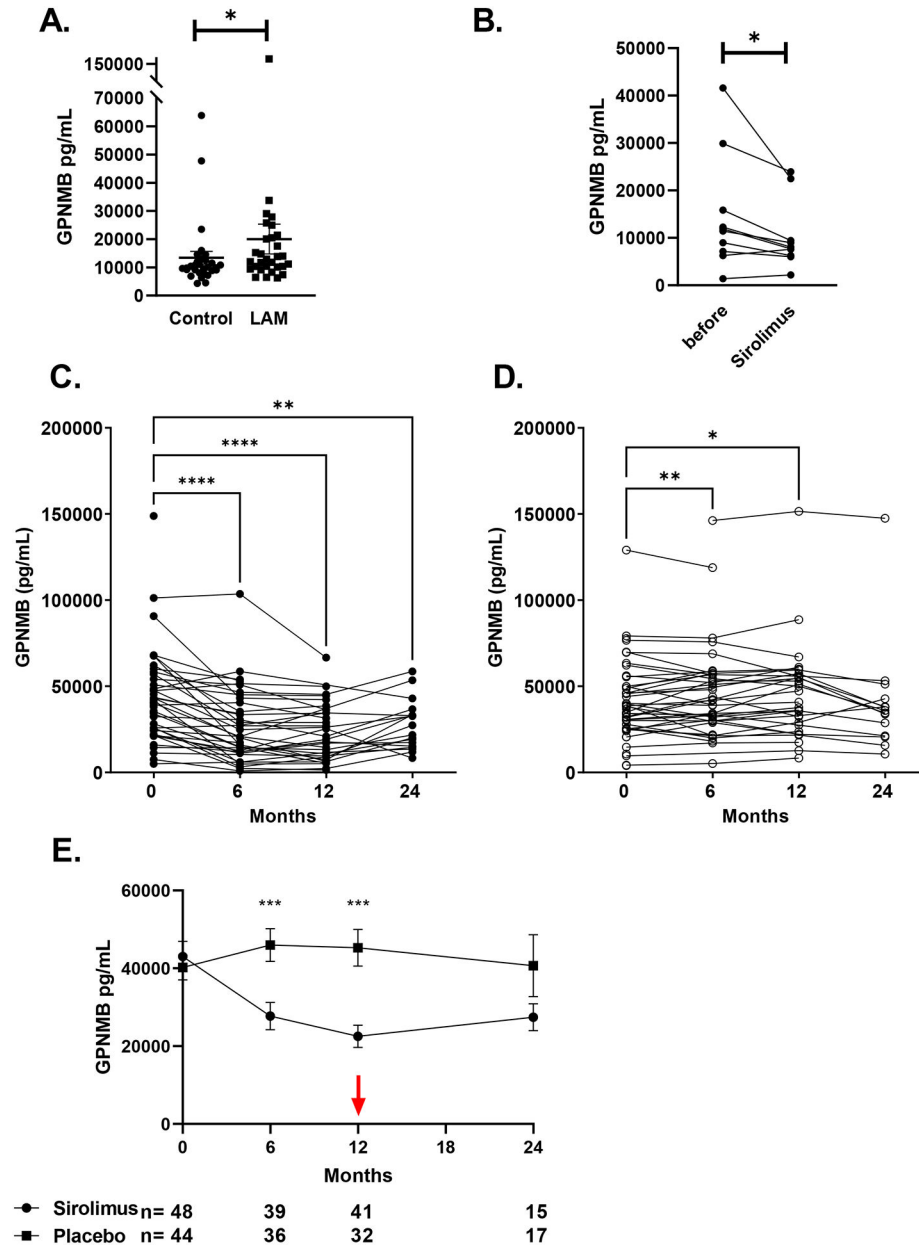 A.
*
150000
70000
60000
50000
40000
30000
20000
10000
0
GPNMB pg/mL
Control LAM
B.
*
50000
40000
30000
20000
10000
0
GPNMB pg/mL
before Sirolimus
C.
**
****
****
200000
150000
100000
50000
0
GPNMB (pg/mL)
0 6 12 24
Months
D.
*
**
200000
150000
100000
50000
0
GPNMB (pg/mL)
0 6 12 24
Months
E.
*** ***
60000
40000
20000
0
GPNMB pg/mL
0 6 12 18 24
Months
Sirolimus n= 48 39 41 15
Placebo n= 44 36 32 17